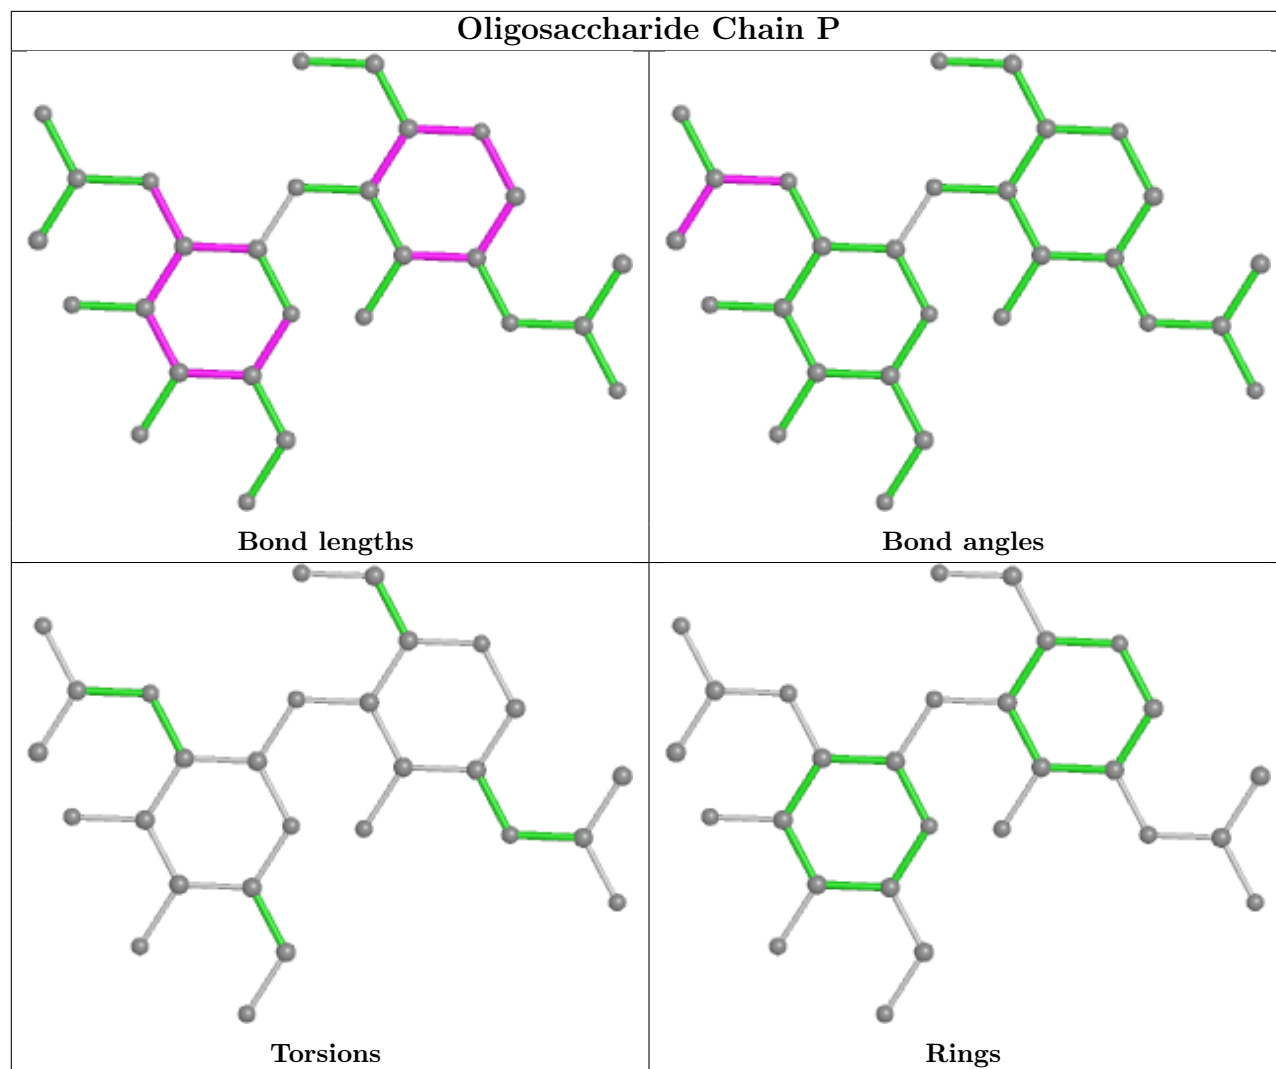 Oligosaccharide Chain P
Bond lengths
Bond angles
Torsions
Rings